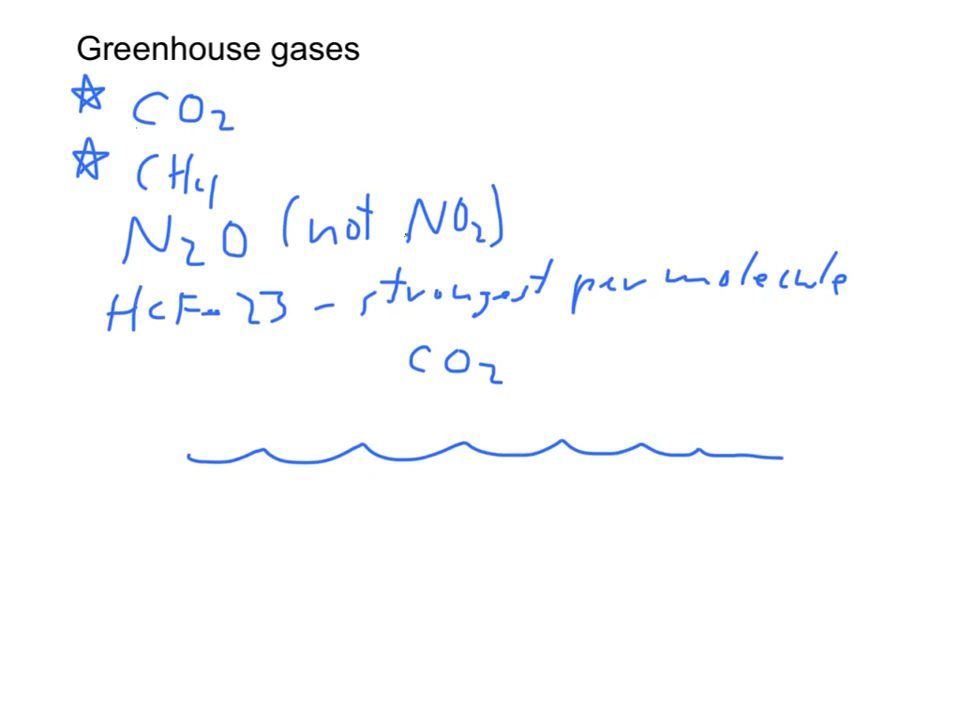 Greenhouse gases
☆ CO₂
☆ CH₄
N₂O (not NO₂)
HCF-23 - strongest per molecule
CO₂